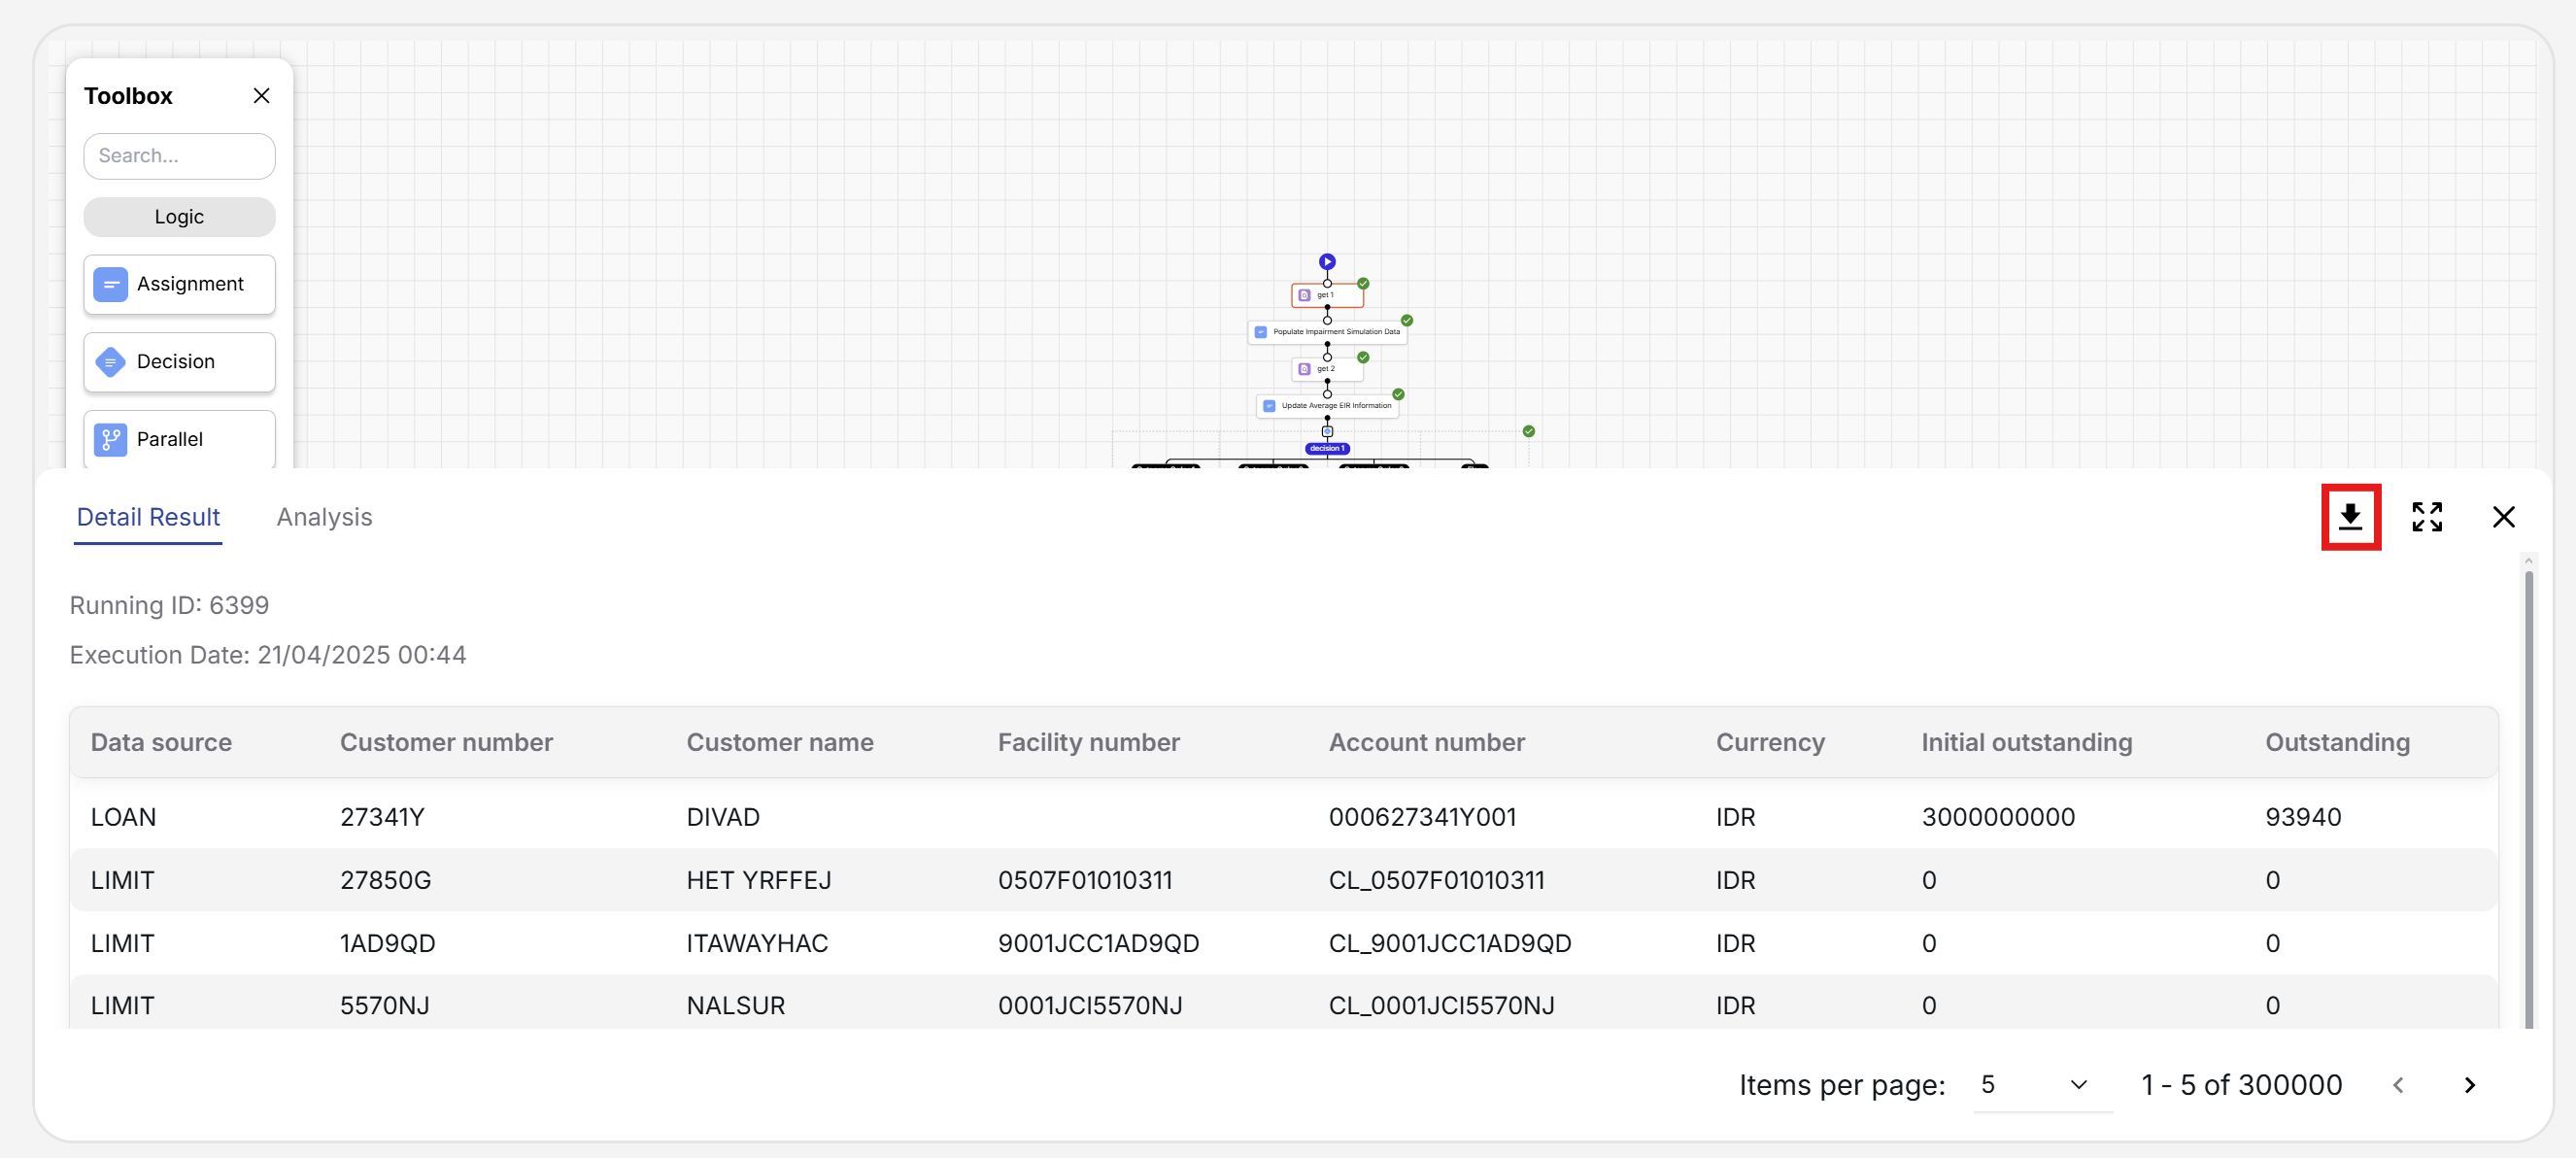 Toolbox
Search...
Logic
Assignment
Decision
Parallel
get 1
Populate Impairment Simulation Data
get 2
Update Average EIR Information
decision 1
Detail Result Analysis
Running ID: 6399
Execution Date: 21/04/2025 00:44
Data source Customer number Customer name Facility number Account number Currency Initial outstanding Outstanding
LOAN 27341Y DIVAD 000627341Y001 IDR 3000000000 93940
LIMIT 27850G HET YRFFEJ 0507F01010311 CL_0507F01010311 IDR 0 0
LIMIT 1AD9QD ITAWAYHAC 9001JCC1AD9QD CL_9001JCC1AD9QD IDR 0 0
LIMIT 5570NJ NALSUR 0001JCI5570NJ CL_0001JCI5570NJ IDR 0 0
Items per page: 5 1 - 5 of 300000